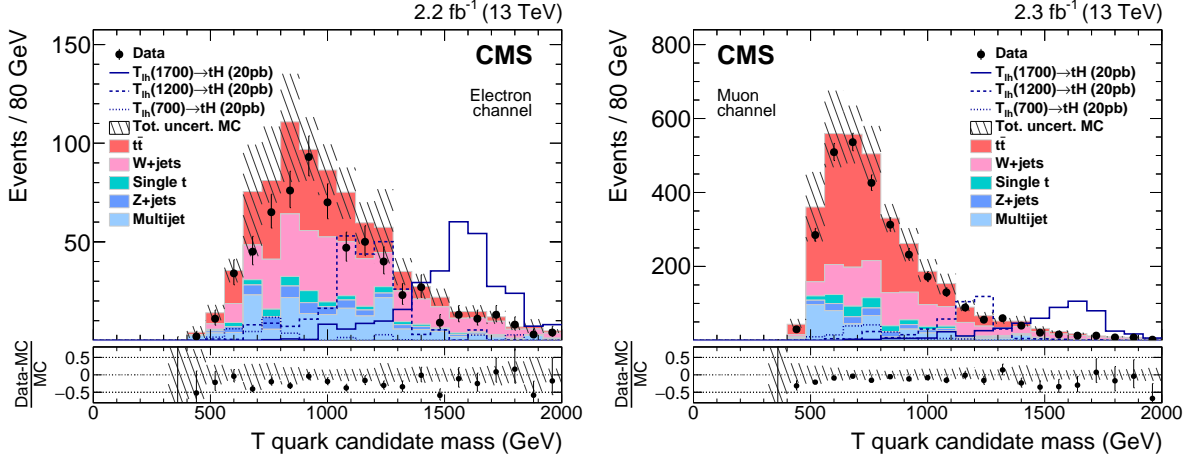 2.2 fb⁻¹ (13 TeV)
Events / 80 GeV
150
100
50
CMS
Electron
channel
Data
T_lh(1700)→tH (20pb)
T_lh(1200)→tH (20pb)
T_lh(700)→tH (20pb)
Tot. uncert. MC
tt̄
W+jets
Single t
Z+jets
Multijet
Data-MC
MC
0.5
0
−0.5
0 500 1000 1500 2000
T quark candidate mass (GeV)
2.3 fb⁻¹ (13 TeV)
Events / 80 GeV
800
600
400
200
CMS
Muon
channel
Data
T_lh(1700)→tH (20pb)
T_lh(1200)→tH (20pb)
T_lh(700)→tH (20pb)
Tot. uncert. MC
tt̄
W+jets
Single t
Z+jets
Multijet
Data-MC
MC
0.5
0
−0.5
0 500 1000 1500 2000
T quark candidate mass (GeV)